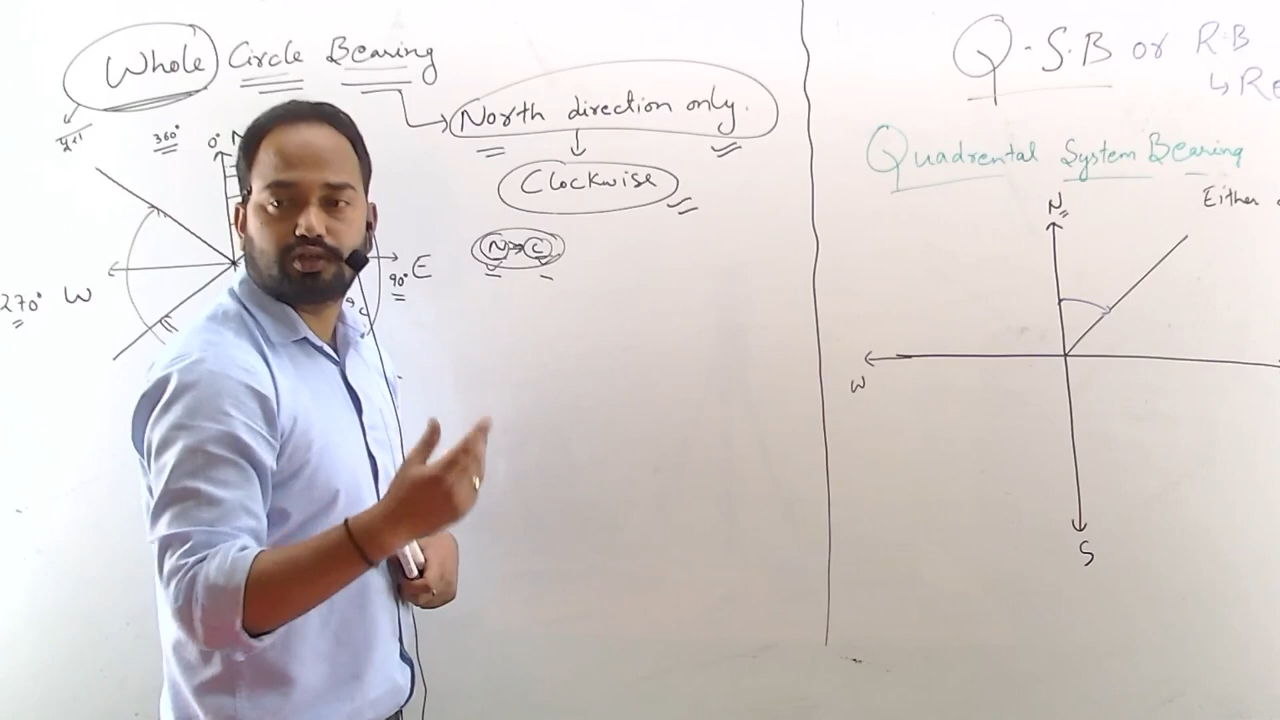 Whole Circle Bearing
North direction only.
Clockwise
N → C
पूरा
360°
0°
N
90° E
270° W
Q.S.B or R.B
Quadrental System Bearing
Either
N
W
S